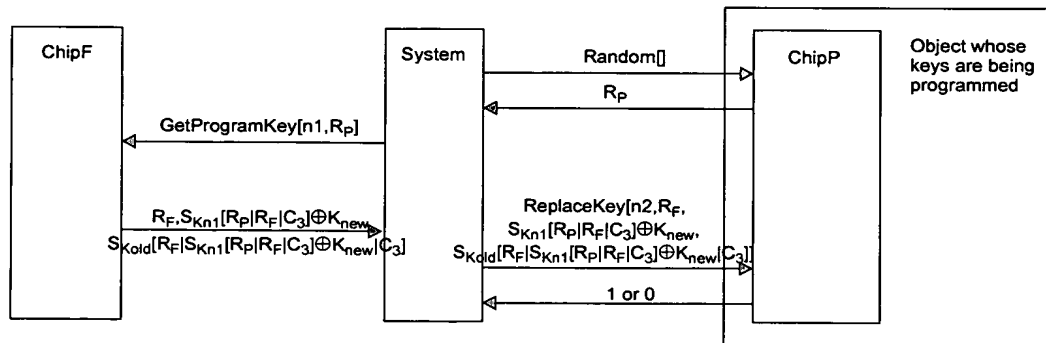 ChipF
System
ChipP
Object whose
keys are being
programmed
Random[]
R_P
GetProgramKey[n1,R_P]
R_F,S_Kn1[R_P|R_F|C_3]⊕K_new,
S_Kold[R_F|S_Kn1[R_P|R_F|C_3]⊕K_new|C_3]
ReplaceKey[n2,R_F,
S_Kn1[R_P|R_F|C_3]⊕K_new,
S_Kold[R_F|S_Kn1[R_P|R_F|C_3]⊕K_new|C_3]]
1 or 0